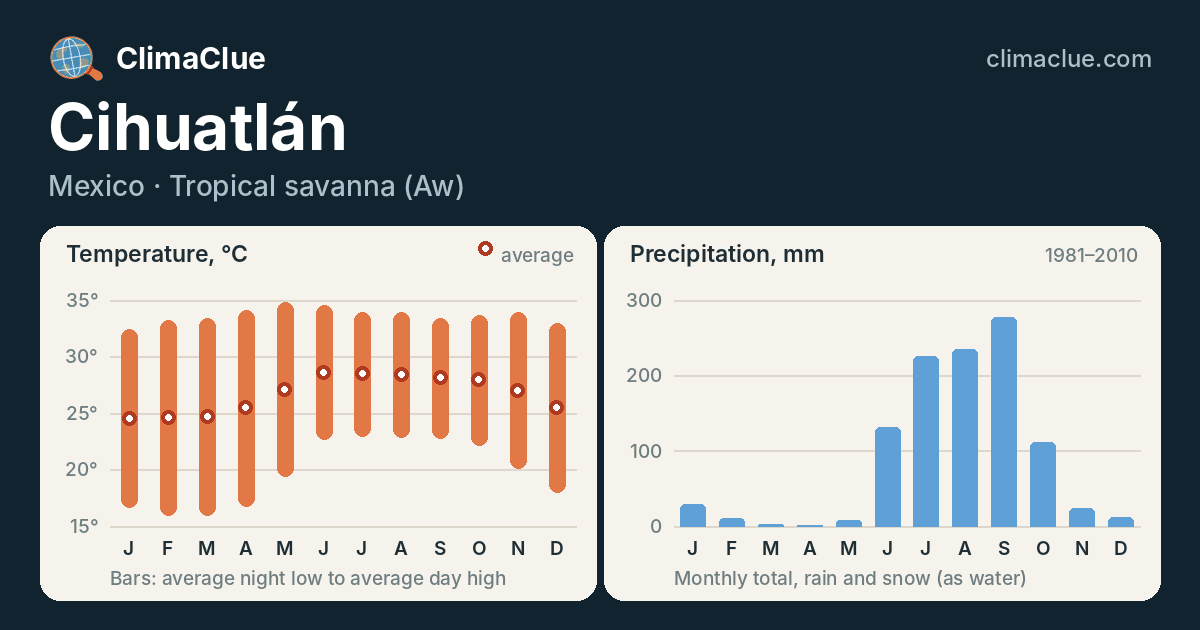 ClimaClue
climaclue.com
Cihuatlán
Mexico · Tropical savanna (Aw)
Temperature, °C
average
35°
30°
25°
20°
15°
J F M A M J J A S O N D
Bars: average night low to average day high
Precipitation, mm
1981–2010
300
200
100
0
J F M A M J J A S O N D
Monthly total, rain and snow (as water)